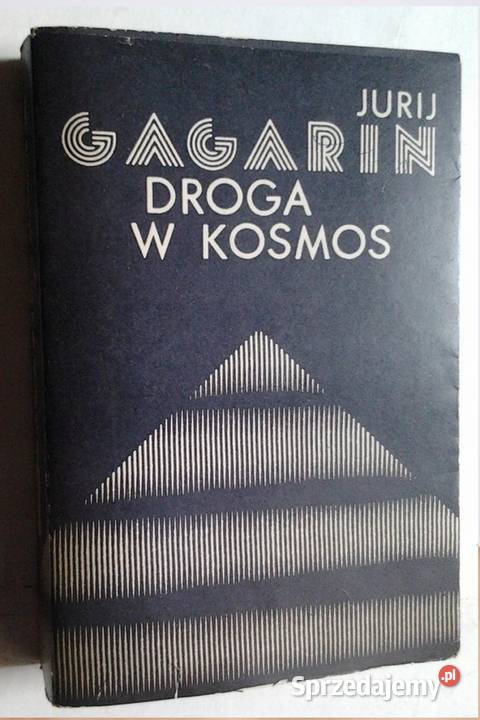 JURIJ
GAGARIN
DROGA
W KOSMOS
Sprzedajemy.pl